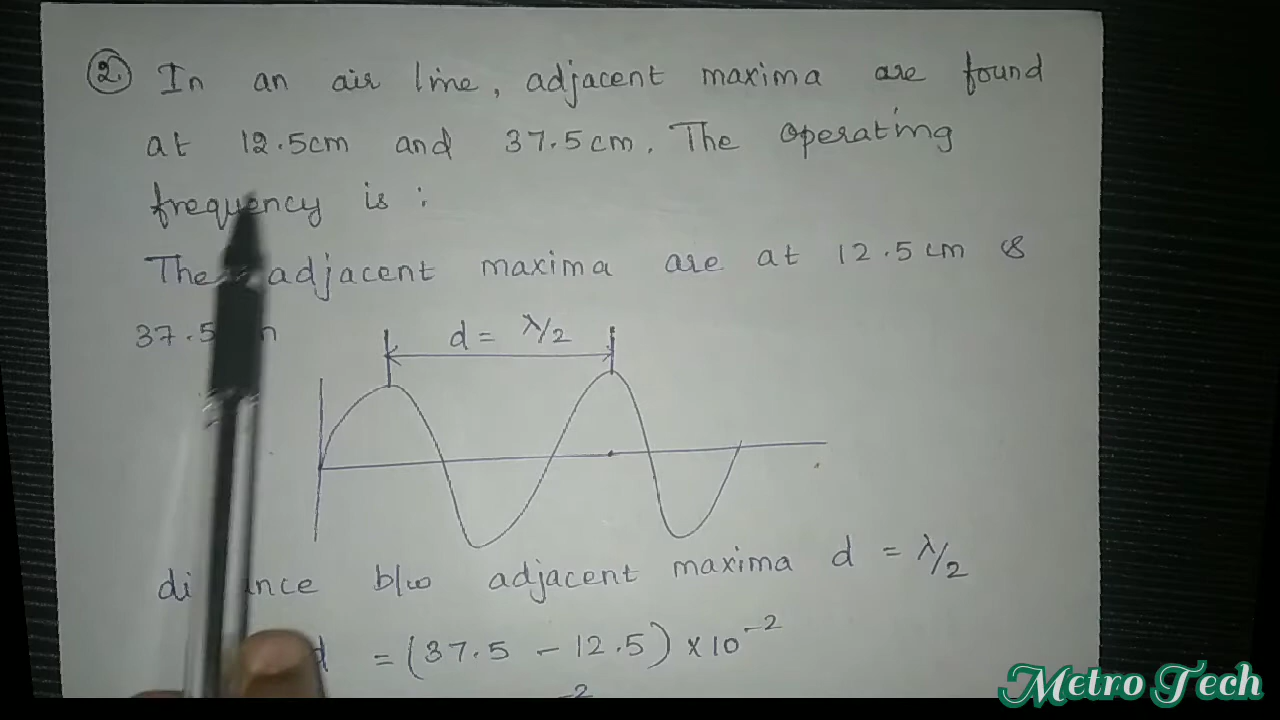 ② In an air line, adjacent maxima are found
at 12.5cm and 37.5cm. The operating
frequency is :
The adjacent maxima are at 12.5cm &
37.5
d = λ/2
b/w adjacent maxima d = λ/2
d = (37.5 - 12.5) × 10⁻²
⁻²
Metro Tech